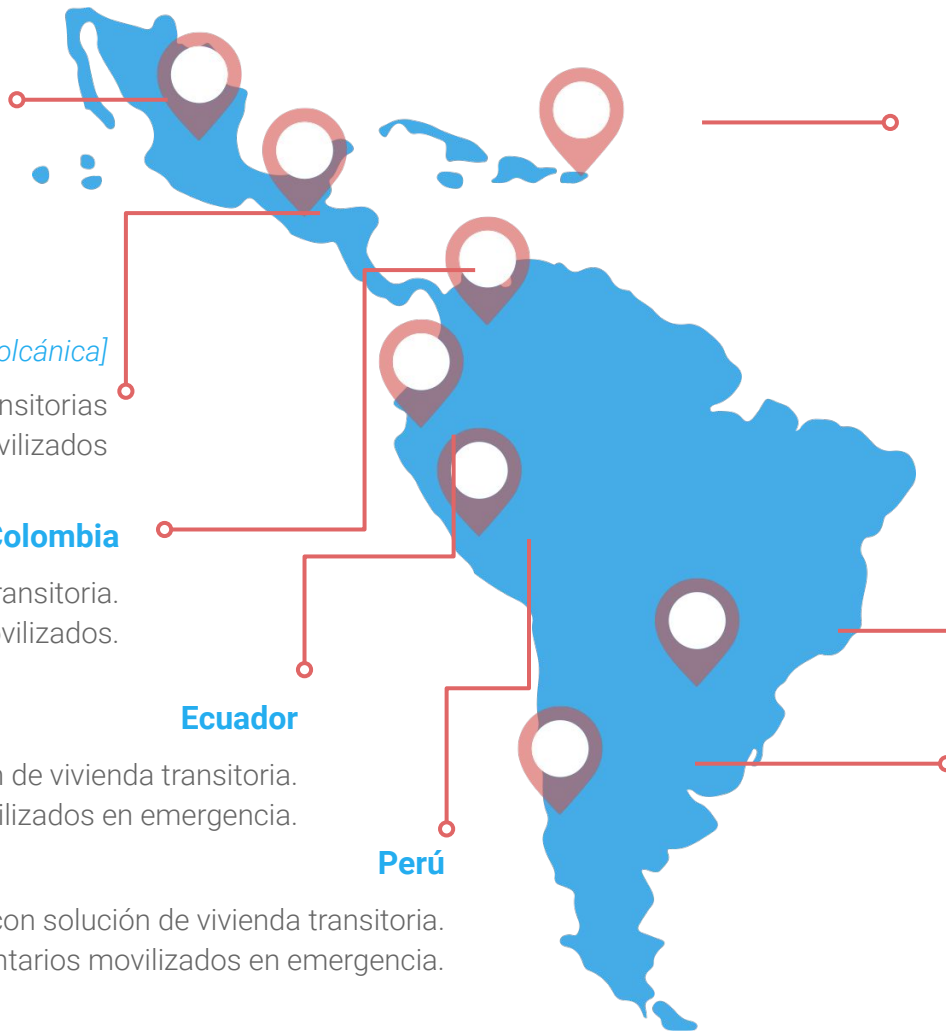 olcánica]
nsitorias
vilizados
Colombia
ransitoria.
ovilizados.
Ecuador
n de vivienda transitoria.
ilizados en emergencia.
Perú
con solución de vivienda transitoria.
ntarios movilizados en emergencia.